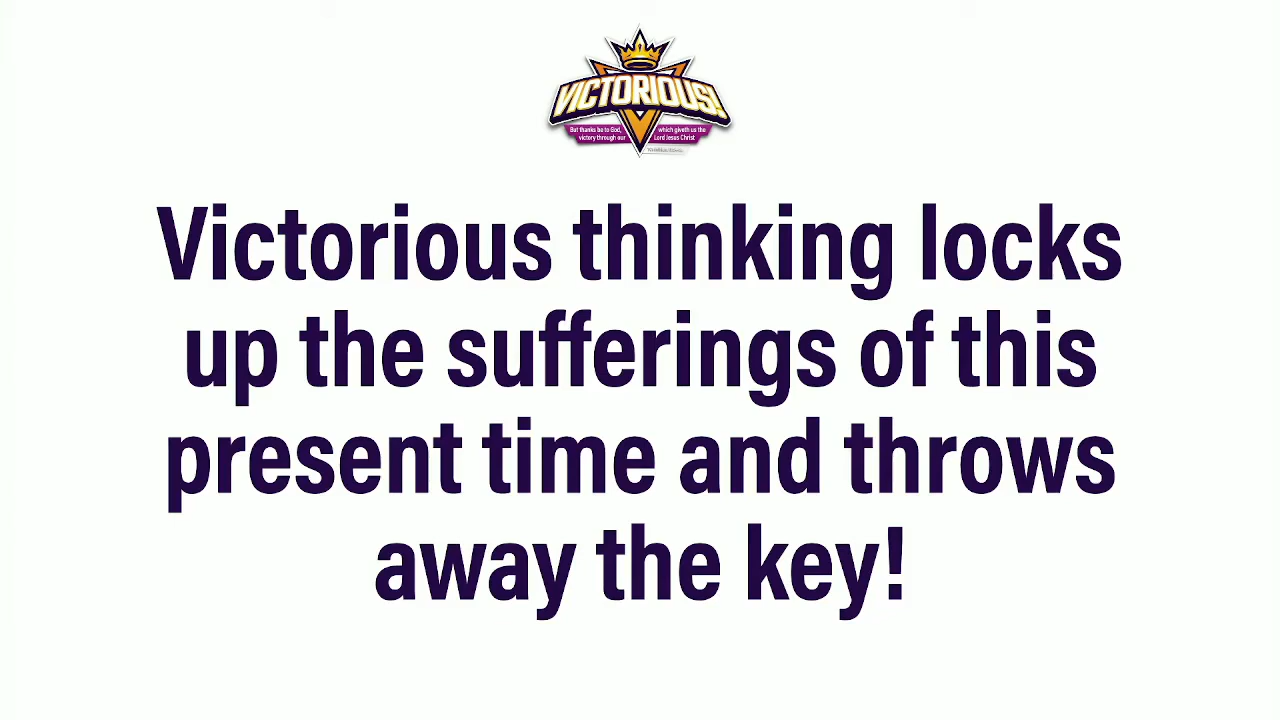 VICTORIOUS!
But thanks be to God, which giveth us the
victory through our Lord Jesus Christ
Victorious thinking locks
up the sufferings of this
present time and throws
away the key!